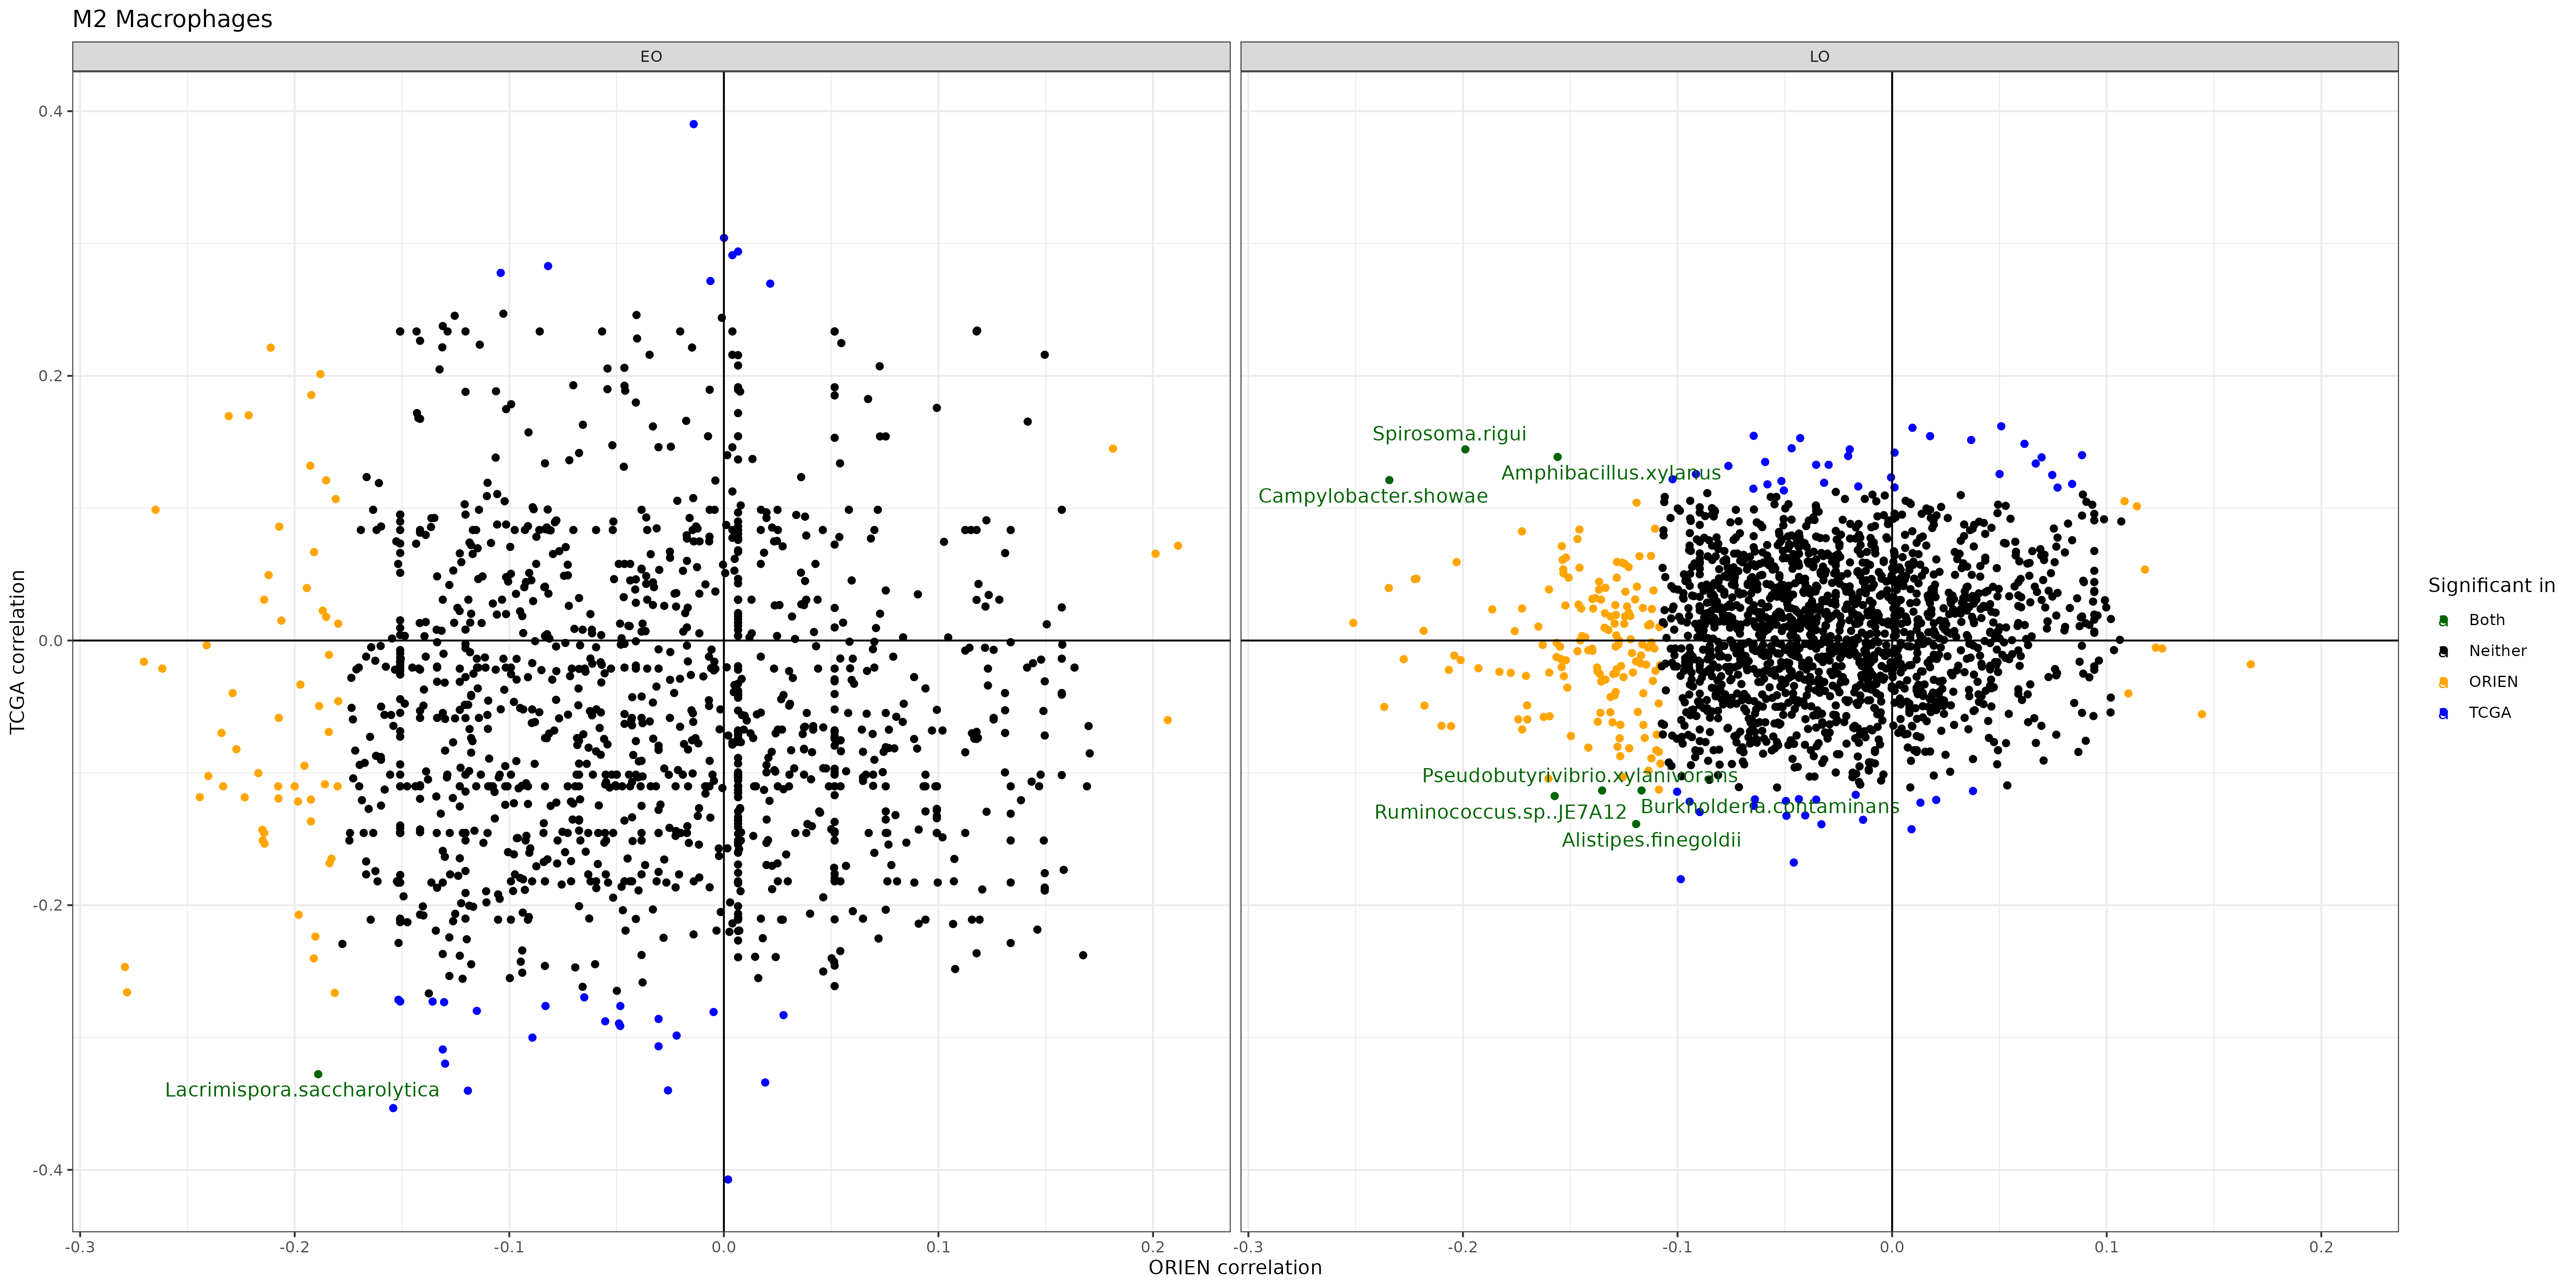 M2 Macrophages
EO
LO
0.4
0.2
0.0
-0.2
-0.4
TCGA correlation
Lacrimispora.saccharolytica
Spirosoma.rigui
Amphibacillus.xylanus
Campylobacter.showae
Pseudobutyrivibrio.xylanivorans
Ruminococcus.sp..JE7A12
Burkholderia.contaminans
Alistipes.finegoldii
-0.3
-0.2
-0.1
0.0
0.1
0.2
-0.3
-0.2
-0.1
0.0
0.1
0.2
ORIEN correlation
Significant in
a Both
a Neither
a ORIEN
a TCGA